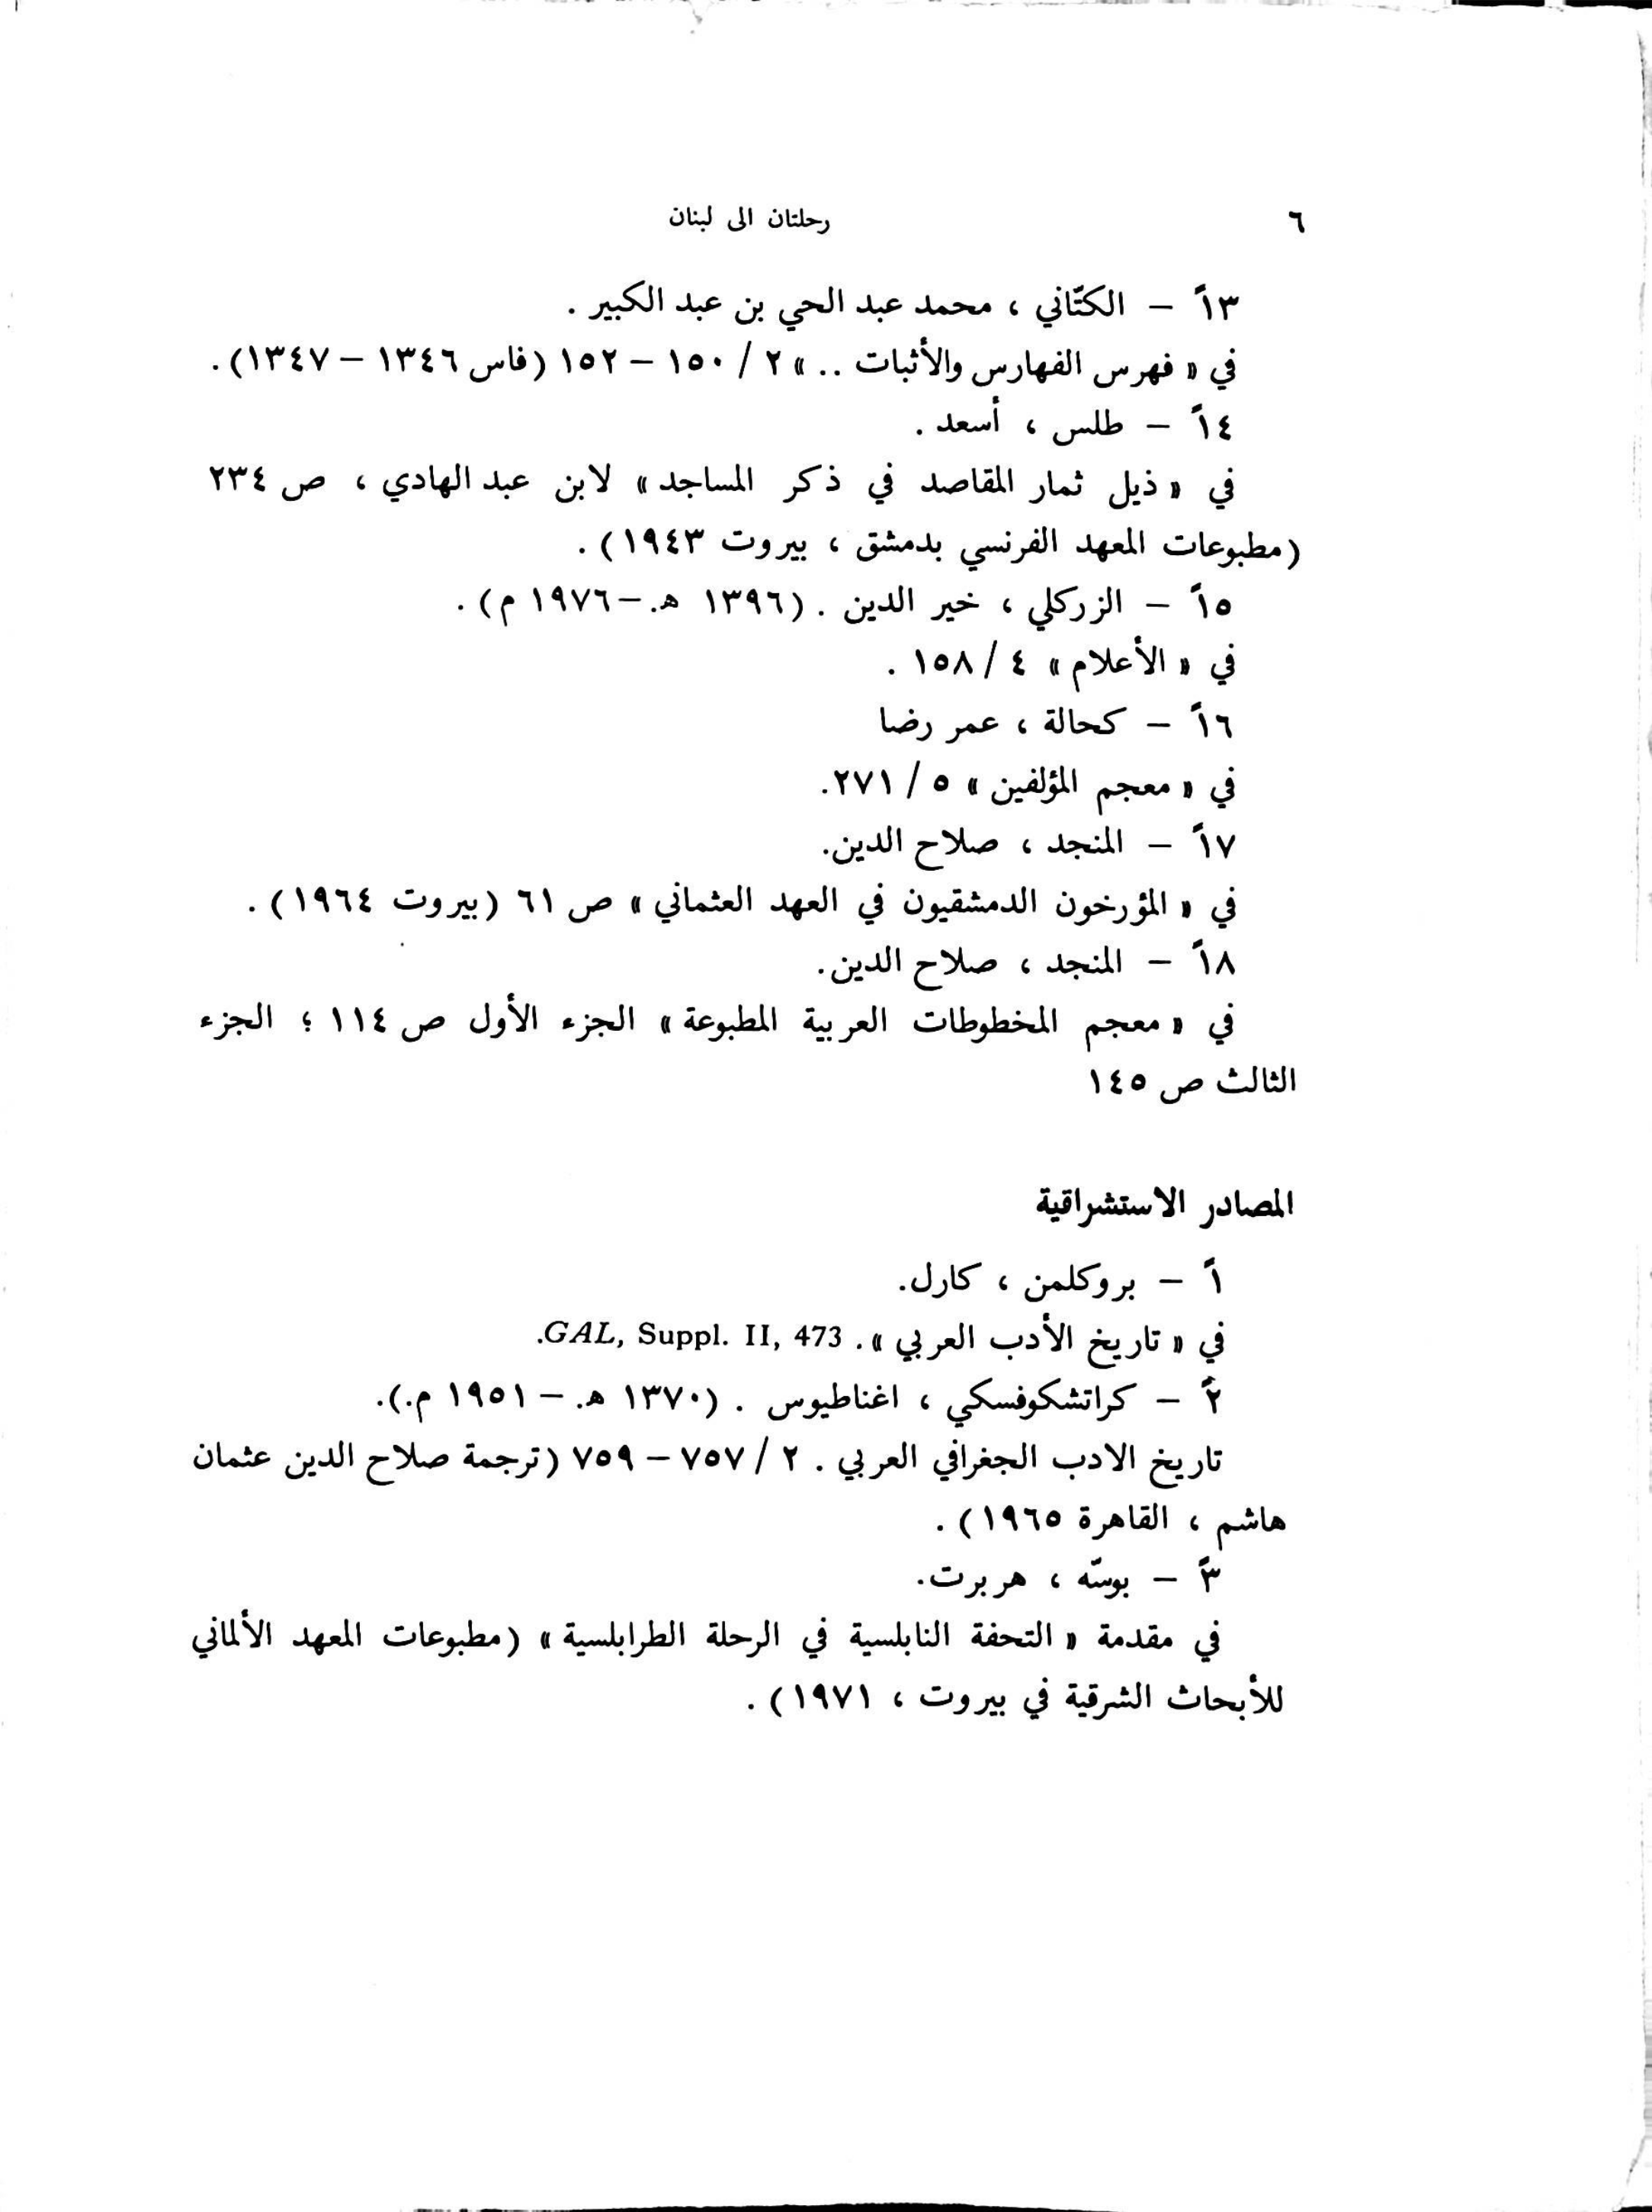 ٦
رحلتان الى لبنان
١٣ً – الكتّاني ، محمد عبد الحي بن عبد الكبير .
في « فهرس الفهارس والأثبات .. » ٢ / ١٥٠ – ١٥٢ (فاس ١٣٤٦ – ١٣٤٧).
١٤ً – طلس ، أسعد .
في « ذيل ثمار المقاصد في ذكر المساجد » لابن عبد الهادي ، ص ٢٣٤
(مطبوعات المعهد الفرنسي بدمشق ، بيروت ١٩٤٣) .
١٥ً – الزركلي ، خير الدين . (١٣٩٦ هـ.–١٩٧٦ م) .
في « الأعلام » ٤ / ١٥٨ .
١٦ً – كحالة ، عمر رضا
في « معجم المؤلفين » ٥ / ٢٧١.
١٧ً – المنجد ، صلاح الدين.
في « المؤرخون الدمشقيون في العهد العثماني » ص ٦١ (بيروت ١٩٦٤) .
١٨ً – المنجد ، صلاح الدين.
في « معجم المخطوطات العربية المطبوعة » الجزء الأول ص ١١٤ ؛ الجزء
الثالث ص ١٤٥
المصادر الاستشراقية
١ً – بروكلمن ، كارل.
في « تاريخ الأدب العربي ». GAL, Suppl. II, 473.
٢ً – كراتشكوفسكي ، اغناطيوس . (١٣٧٠ هـ. – ١٩٥١ م.).
تاريخ الادب الجغرافي العربي . ٢ / ٧٥٧ – ٧٥٩ (ترجمة صلاح الدين عثمان
هاشم ، القاهرة ١٩٦٥) .
٣ً – بوسّه ، هربرت.
في مقدمة « التحفة النابلسية في الرحلة الطرابلسية » (مطبوعات المعهد الألماني
للأبحاث الشرقية في بيروت ، ١٩٧١) .